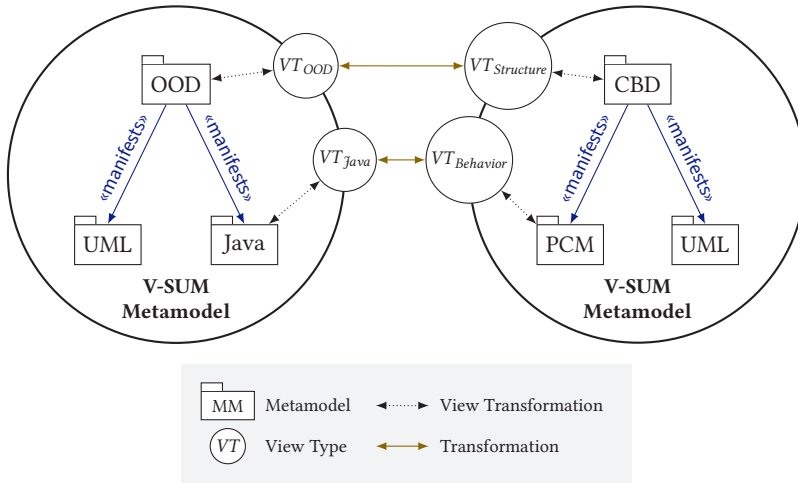 VT_OOD VT_Structure
OOD CBD
«manifests» «manifests» «manifests» «manifests»
VT_Java VT_Behavior
UML Java PCM UML
V-SUM V-SUM
Metamodel Metamodel
MM Metamodel View Transformation
VT View Type Transformation